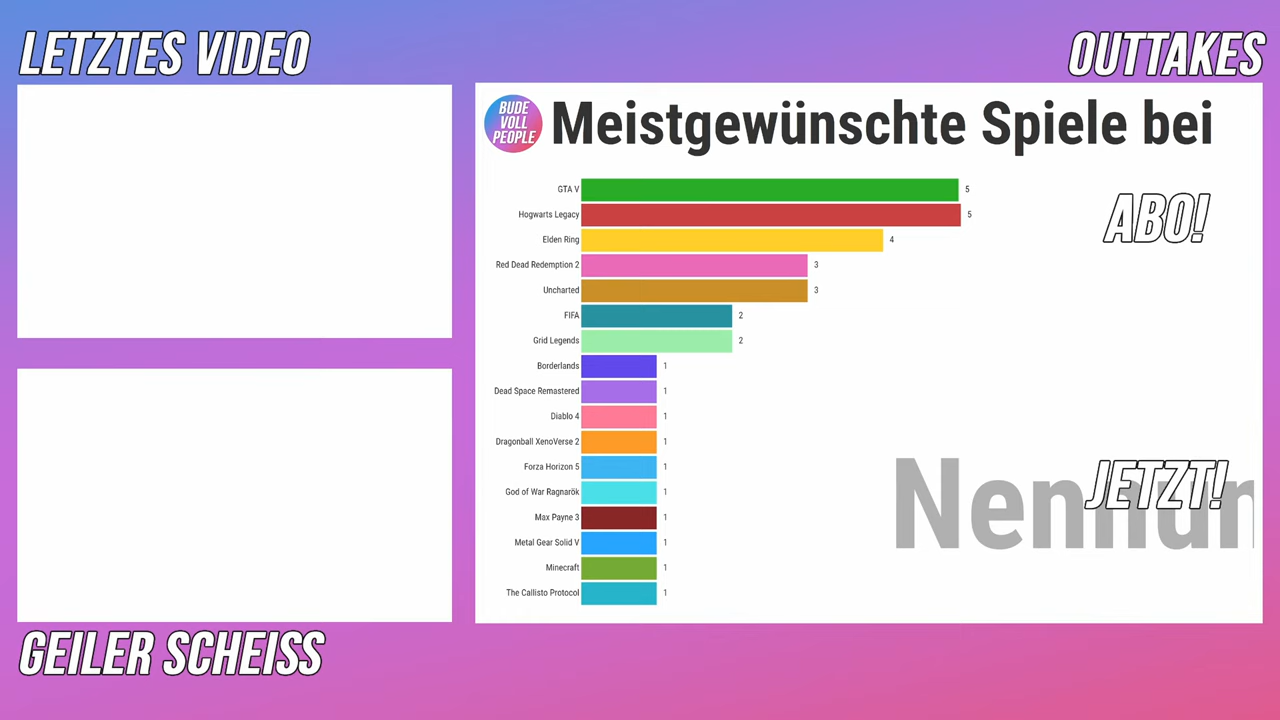 LETZTES VIDEO
OUTTAKES
BUDE
VOLL
PEOPLE
Meistgewünschte Spiele bei
GTA V 5
Hogwarts Legacy 5
ABO!
Elden Ring 4
Red Dead Redemption 2 3
Uncharted 3
FIFA 2
Grid Legends 2
Borderlands 1
Dead Space Remastered 1
Diablo 4 1
Dragonball XenoVerse 2 1
Forza Horizon 5 1
God of War Ragnarök 1
JETZT!
Max Payne 3 1
Metal Gear Solid V 1
Minecraft 1
The Callisto Protocol 1
GEILER SCHEISS